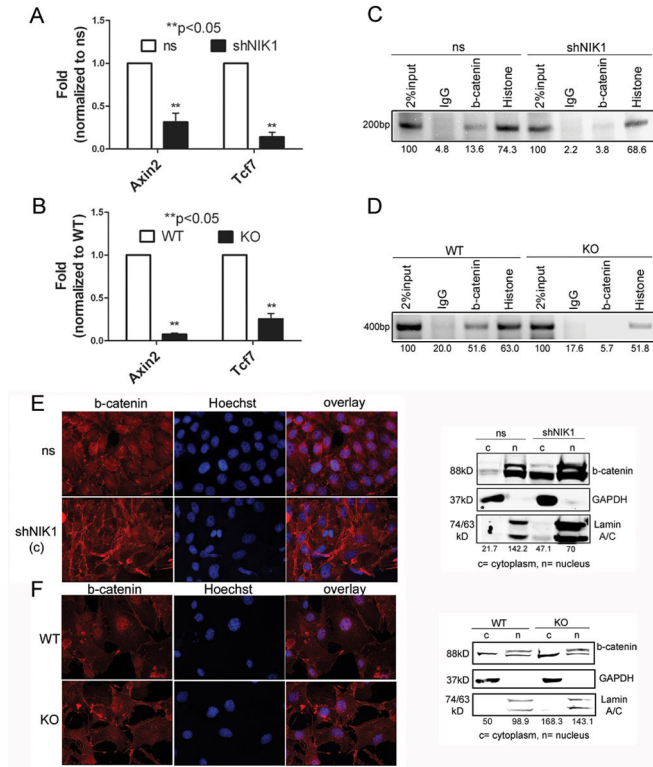 A
**p<0.05
ns shNIK1
Fold
(normalized to ns)
1.5
1.0
0.5
0.0
**
**
Axin2
Tcf7
B
**p<0.05
WT KO
Fold
(normalized to WT)
1.5
1.0
0.5
0.0
**
**
Axin2
Tcf7
C
ns shNIK1
2%input IgG b-catenin Histone 2%input IgG b-catenin Histone
200bp
100 4.8 13.6 74.3 100 2.2 3.8 68.6
D
WT KO
2%input IgG b-catenin Histone 2%input IgG b-catenin Histone
400bp
100 20.0 51.6 63.0 100 17.6 5.7 51.8
E
b-catenin Hoechst overlay
ns
shNIK1
(c)
ns shNIK1
c n c n
88kD b-catenin
37kD GAPDH
74/63 Lamin
kD A/C
21.7 142.2 47.1 70
c= cytoplasm, n= nucleus
F
b-catenin Hoechst overlay
WT
KO
WT KO
c n c n
88kD b-catenin
37kD GAPDH
74/63 Lamin
kD A/C
50 98.9 168.3 143.1
c= cytoplasm, n= nucleus